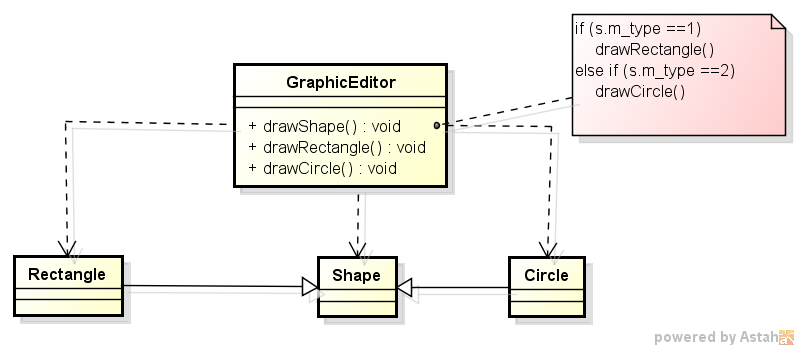 if (s.m_type ==1)
drawRectangle()
else if (s.m_type ==2)
drawCircle()
GraphicEditor
+ drawShape() : void
+ drawRectangle() : void
+ drawCircle() : void
Rectangle
Shape
Circle
powered by Astah